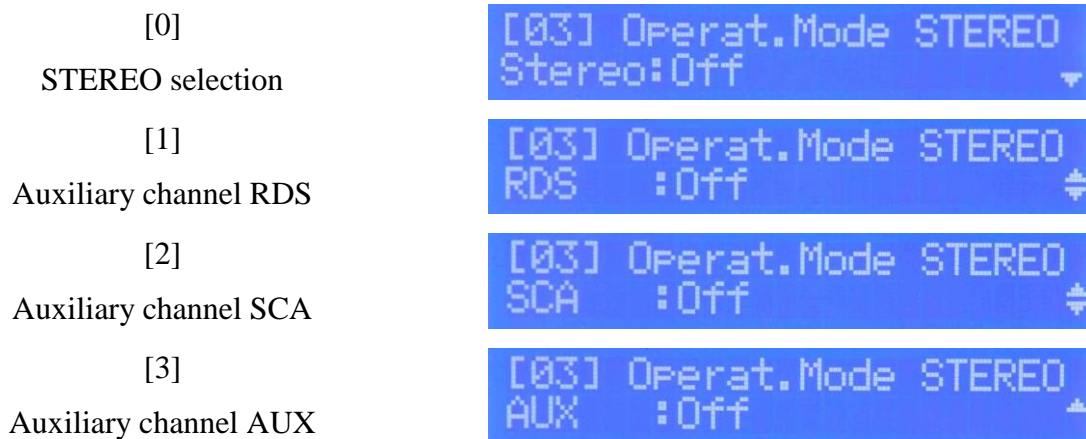 [0]
STEREO selection
[03] Operat.Mode STEREO
Stereo:Off
[1]
Auxiliary channel RDS
[03] Operat.Mode STEREO
RDS :Off
[2]
Auxiliary channel SCA
[03] Operat.Mode STEREO
SCA :Off
[3]
Auxiliary channel AUX
[03] Operat.Mode STEREO
AUX :Off